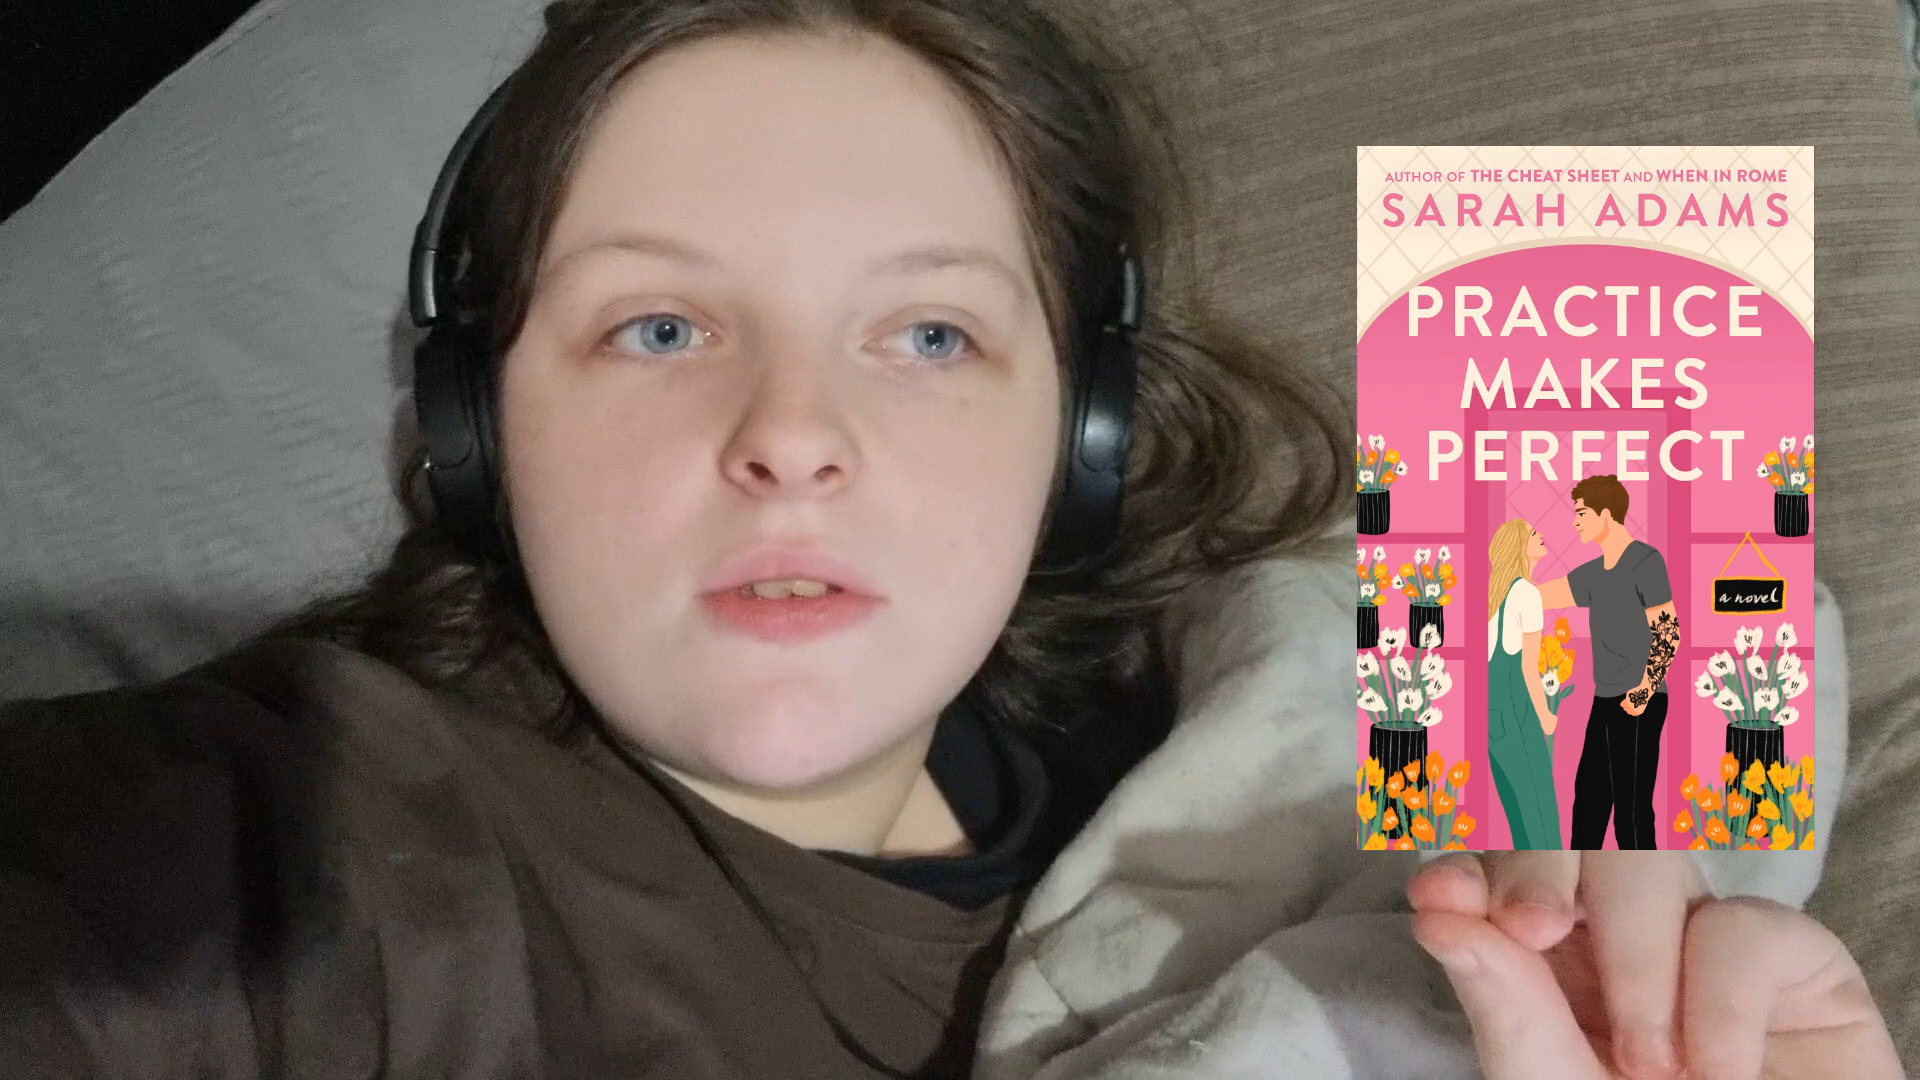 AUTHOR OF THE CHEAT SHEET AND WHEN IN ROME
SARAH ADAMS
PRACTICE
MAKES
PERFECT
a novel